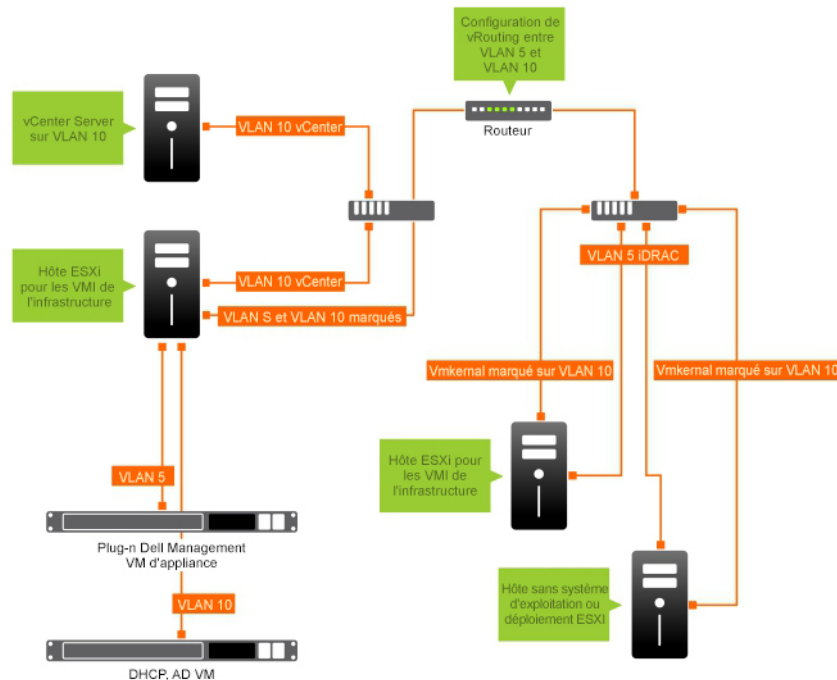 Configuration de
vRouting entre
VLAN 5 et
VLAN 10
vCenter Server
sur VLAN 10
VLAN 10 vCenter
Routeur
Hôte ESXi
pour les VMI de
l'infrastructure
VLAN 10 vCenter
VLAN 5 iDRAC
VLAN S et VLAN 10 marqués
Vmkernal marqué sur VLAN 10
Vmkernal marqué sur VLAN 10
Hôte ESXi pour
les VMI de
l'infrastructure
VLAN 5
Plug-n Dell Management
VM d'appliance
Hôte sans système
d'exploitation ou
déploiement ESXI
VLAN 10
DHCP, AD VM